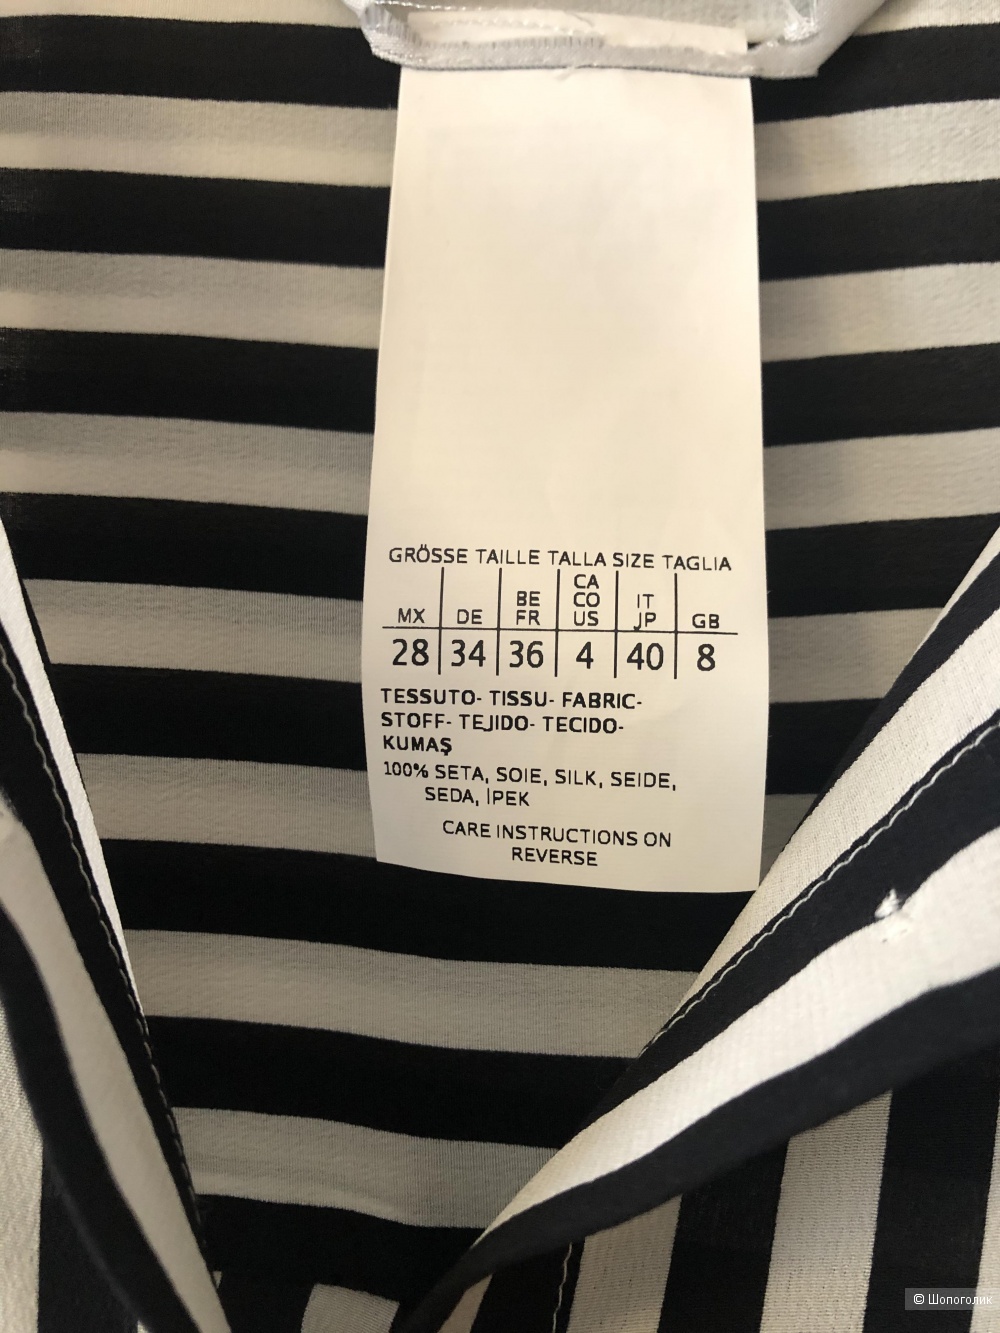 GRÖSSE TAILLE TALLA SIZE TAGLIA
MX DE BE FR CA CO US IT JP GB
28 34 36 4 40 8
TESSUTO- TISSU- FABRIC-
STOFF- TEJIDO- TECIDO-
KUMAŞ
100% SETA, SOIE, SILK, SEIDE,
SEDA, İPEK
CARE INSTRUCTIONS ON
REVERSE
© Шопоголик